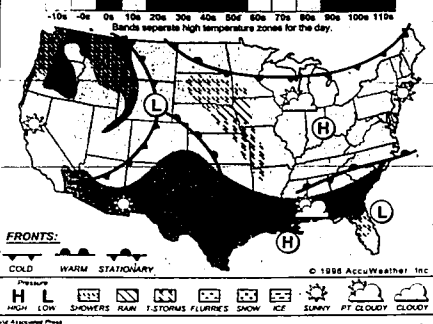 -10s -0s 0s 10s 20s 30s 40s 50s 60s 70s 80s 90s 100s 110s
Bands separate high temperature zones for the day.
L
H
L
H
FRONTS:
COLD WARM STATIONARY
© 1996 AccuWeather, Inc
Pressure
H L
HIGH LOW SHOWERS RAIN T-STORMS FLURRIES SNOW ICE SUNNY PT CLOUDY CLOUDY
Associated Press